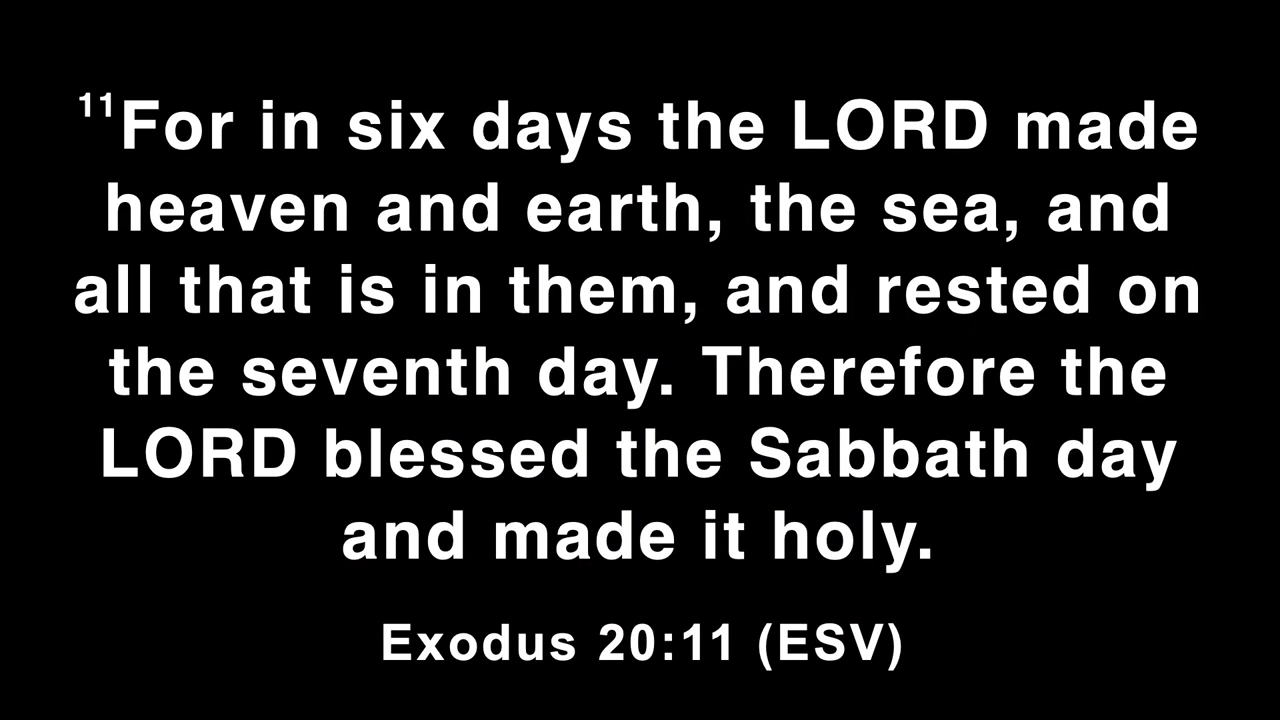 11For in six days the LORD made
heaven and earth, the sea, and
all that is in them, and rested on
the seventh day. Therefore the
LORD blessed the Sabbath day
and made it holy.
Exodus 20:11 (ESV)